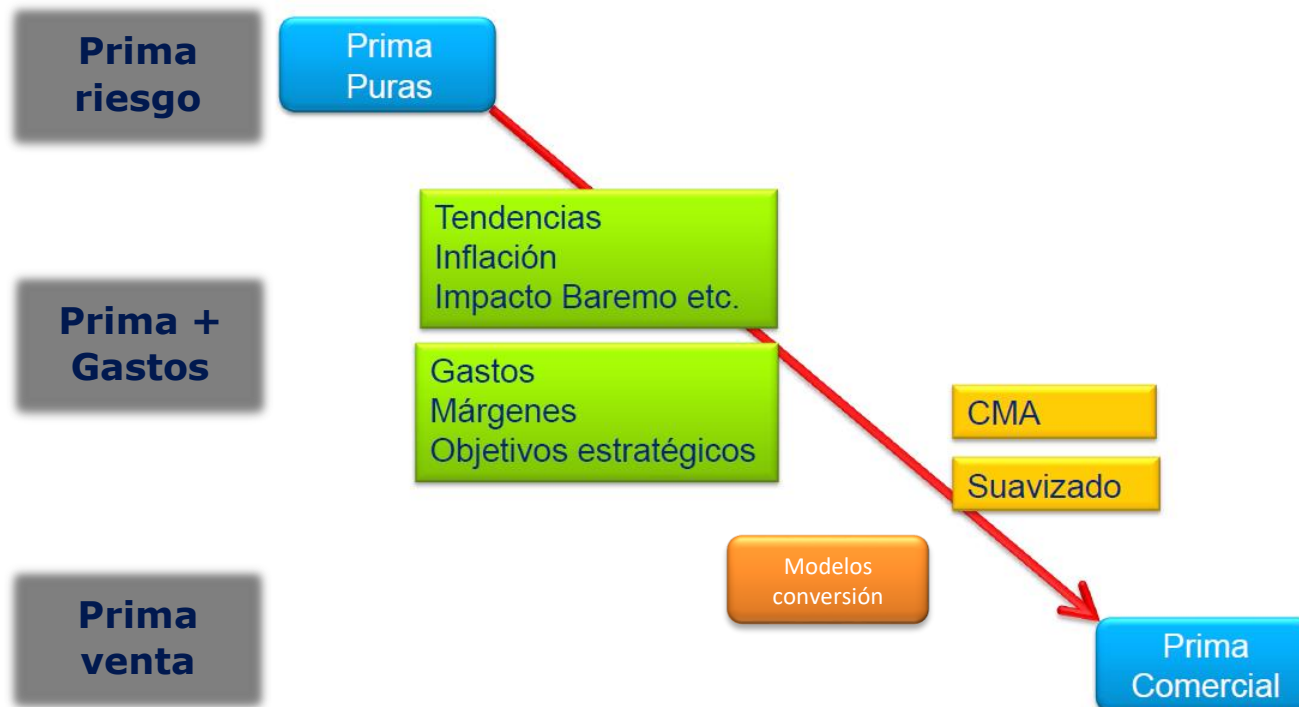 Prima
riesgo
Prima
Puras
Tendencias
Inflación
Impacto Baremo etc.
Prima +
Gastos
Gastos
Márgenes
Objetivos estratégicos
CMA
Suavizado
Modelos
conversión
Prima
venta
Prima
Comercial